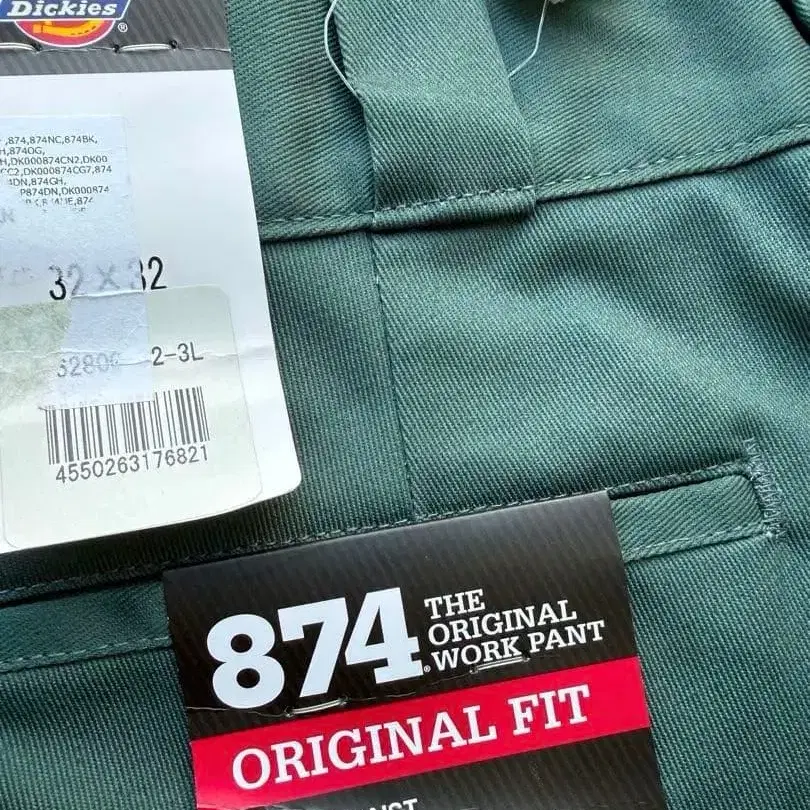 Dickies
®
,874,874NC,874BK,
H,874OG,
H,DK000874CN2,DK00
CC2,DK000874CG7,874
4DN,874GH,
P874DN,DK000874
32 X 32
2-3L
4550263176821
874®
THE
ORIGINAL
WORK PANT
ORIGINAL FIT